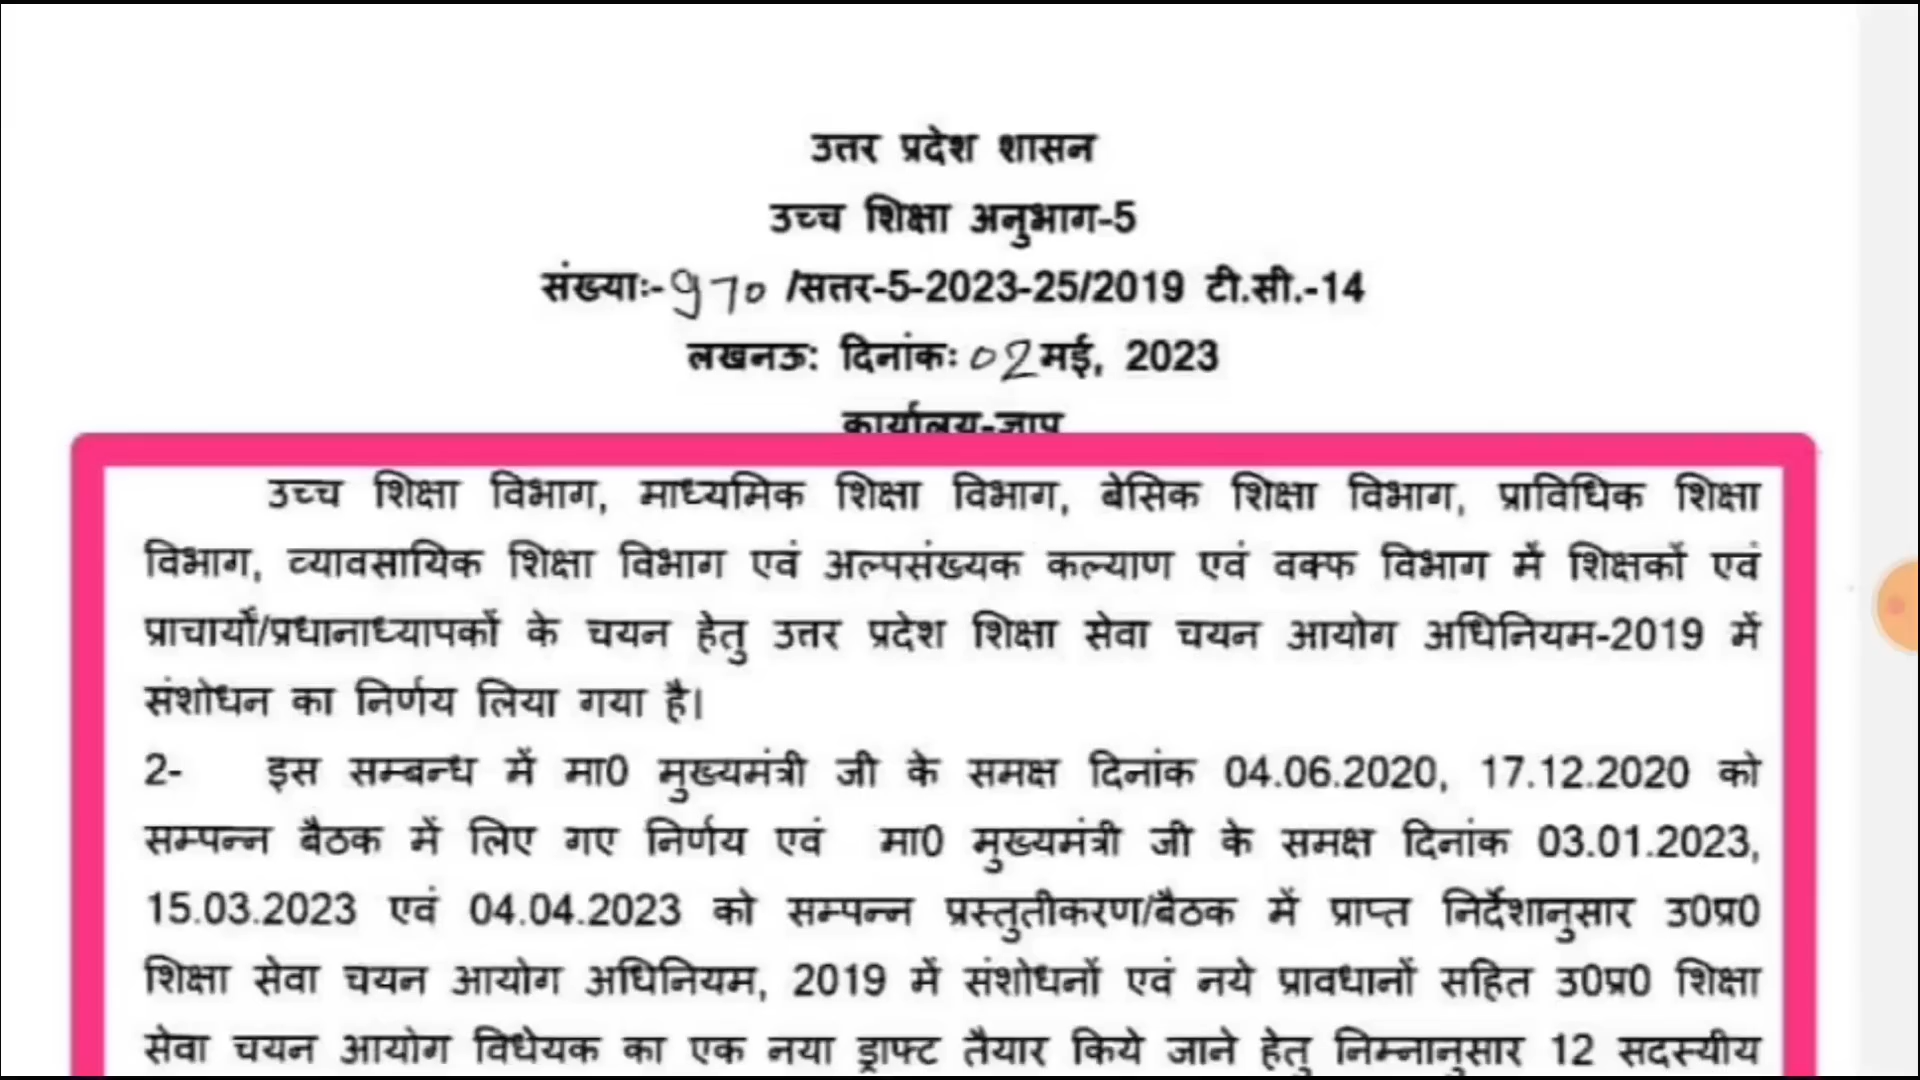 उत्तर प्रदेश शासन
उच्च शिक्षा अनुभाग-5
संख्याः-970 /सत्तर-5-2023-25/2019 टी.सी.-14
लखनऊ: दिनांकः 02 मई, 2023
कार्यालय-ज्ञाप
उच्च शिक्षा विभाग, माध्यमिक शिक्षा विभाग, बेसिक शिक्षा विभाग, प्राविधिक शिक्षा
विभाग, व्यावसायिक शिक्षा विभाग एवं अल्पसंख्यक कल्याण एवं वक्फ विभाग में शिक्षकों एवं
प्राचार्यों/प्रधानाध्यापकों के चयन हेतु उत्तर प्रदेश शिक्षा सेवा चयन आयोग अधिनियम-2019 में
संशोधन का निर्णय लिया गया है।
2- इस सम्बन्ध में मा0 मुख्यमंत्री जी के समक्ष दिनांक 04.06.2020, 17.12.2020 को
सम्पन्न बैठक में लिए गए निर्णय एवं मा0 मुख्यमंत्री जी के समक्ष दिनांक 03.01.2023,
15.03.2023 एवं 04.04.2023 को सम्पन्न प्रस्तुतीकरण/बैठक में प्राप्त निर्देशानुसार उ0प्र0
शिक्षा सेवा चयन आयोग अधिनियम, 2019 में संशोधनों एवं नये प्रावधानों सहित उ0प्र0 शिक्षा
सेवा चयन आयोग विधेयक का एक नया ड्राफ्ट तैयार किये जाने हेतु निम्नानुसार 12 सदस्यीय